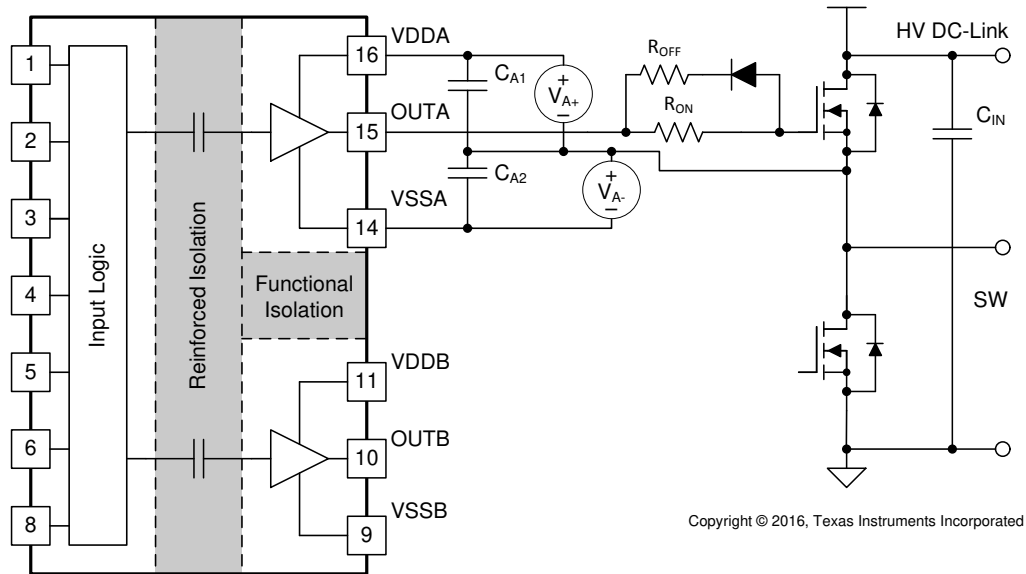 1
2
3
4
5
6
8
Input Logic
Reinforced Isolation
Functional
Isolation
16
15
14
11
10
9
VDDA
OUTA
VSSA
VDDB
OUTB
VSSB
CA1
CA2
+
VA+
–
+
VA-
–
ROFF
RON
HV DC-Link
CIN
SW
Copyright © 2016, Texas Instruments Incorporated